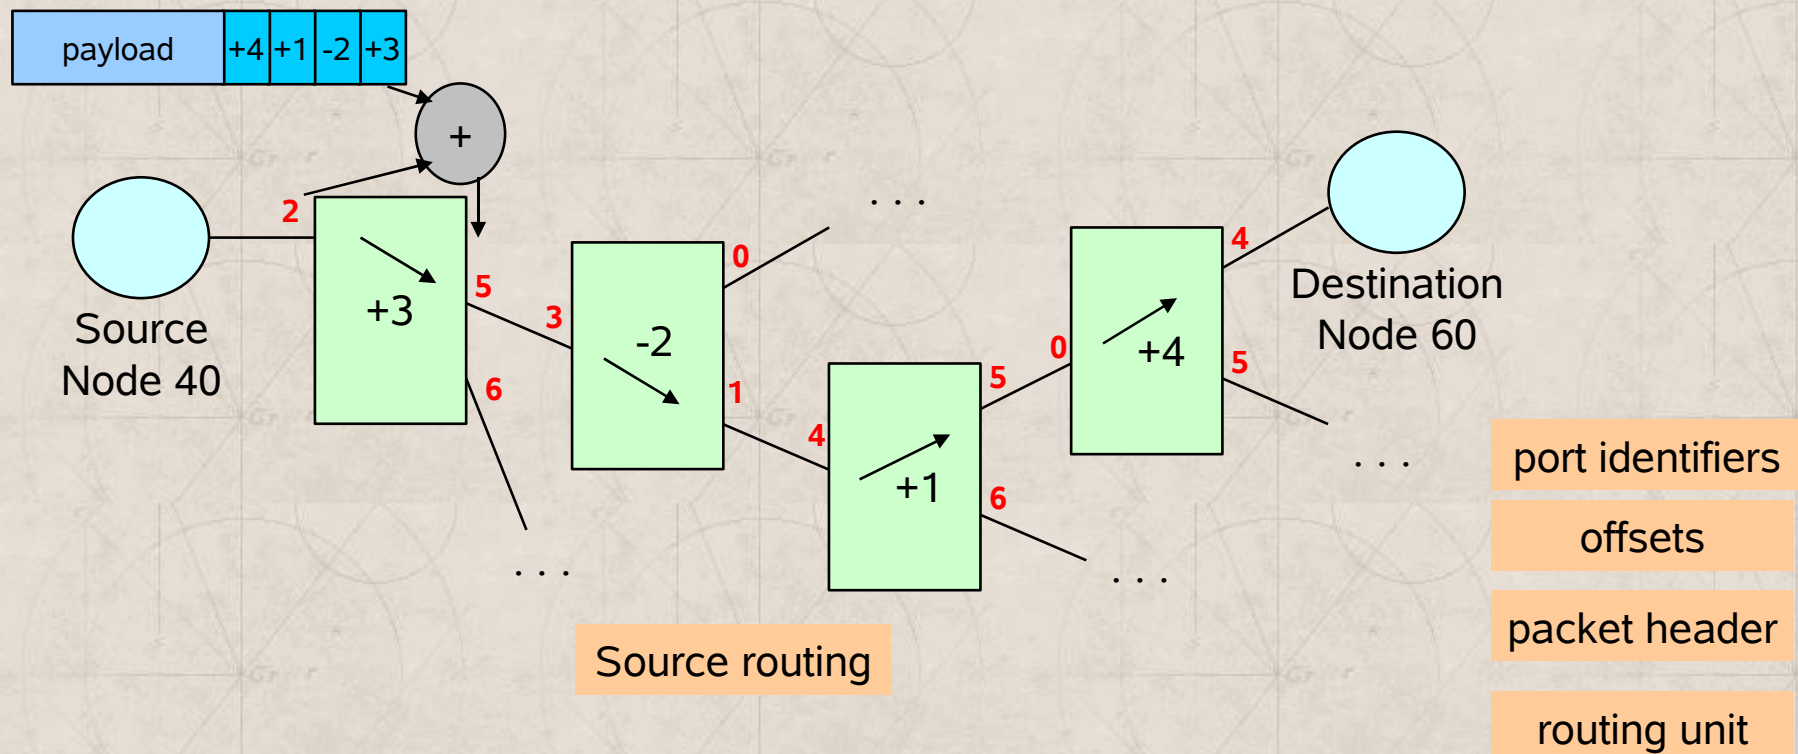 payload +4 +1 -2 +3
+
2
Source
Node 40
+3
5
6
. . .
3
-2
0
1
. . .
4
+1
5
6
. . .
0
+4
4
5
. . .
Destination
Node 60
port identifiers
offsets
packet header
routing unit
Source routing